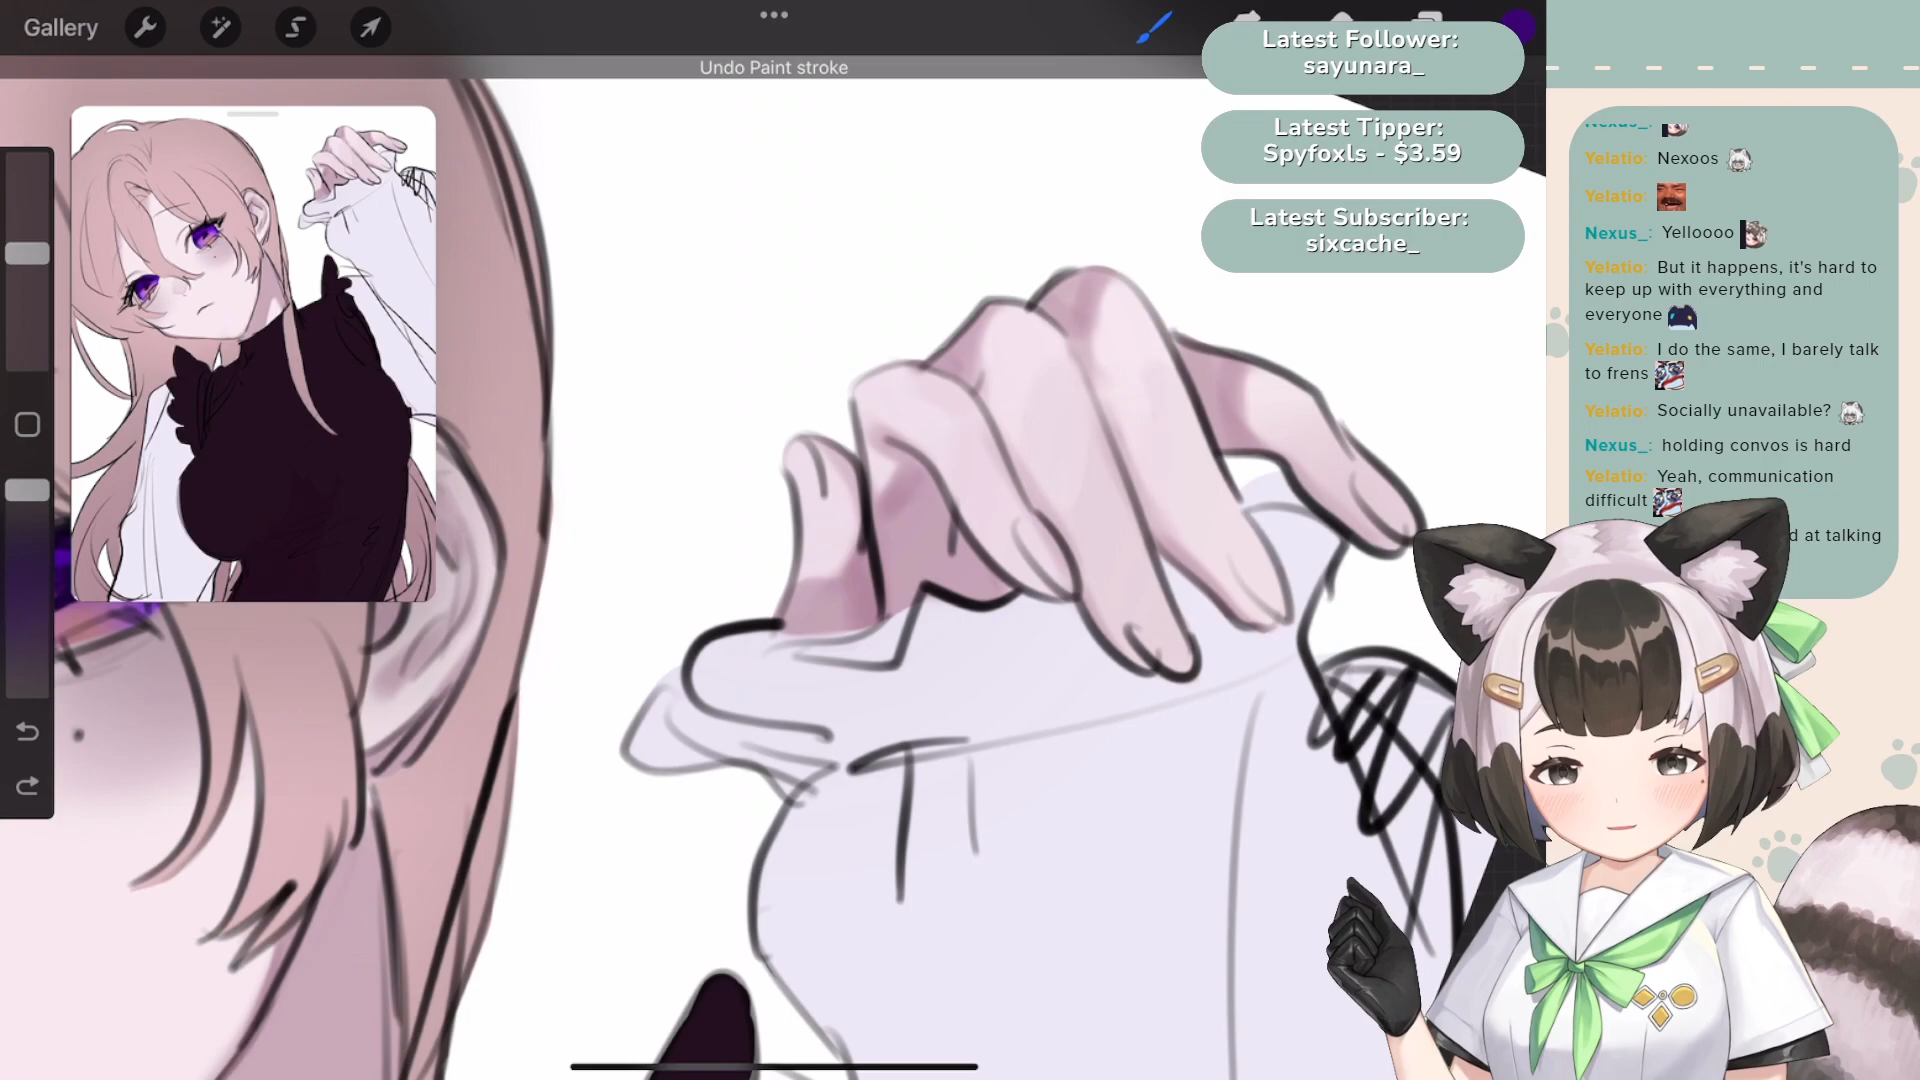 Gallery
Undo Paint stroke
Latest Follower:
sayunara_
Latest Tipper:
Spyfoxls - $3.59
Latest Subscriber:
sixcache_
Nexus_:
Yelatio: Nexoos
Yelatio:
Nexus_: Yelloooo
Yelatio: But it happens, it's hard to
keep up with everything and
everyone
Yelatio: I do the same, I barely talk
to frens
Yelatio: Socially unavailable?
Nexus_: holding convos is hard
Yelatio: Yeah, communication
difficult
at talking